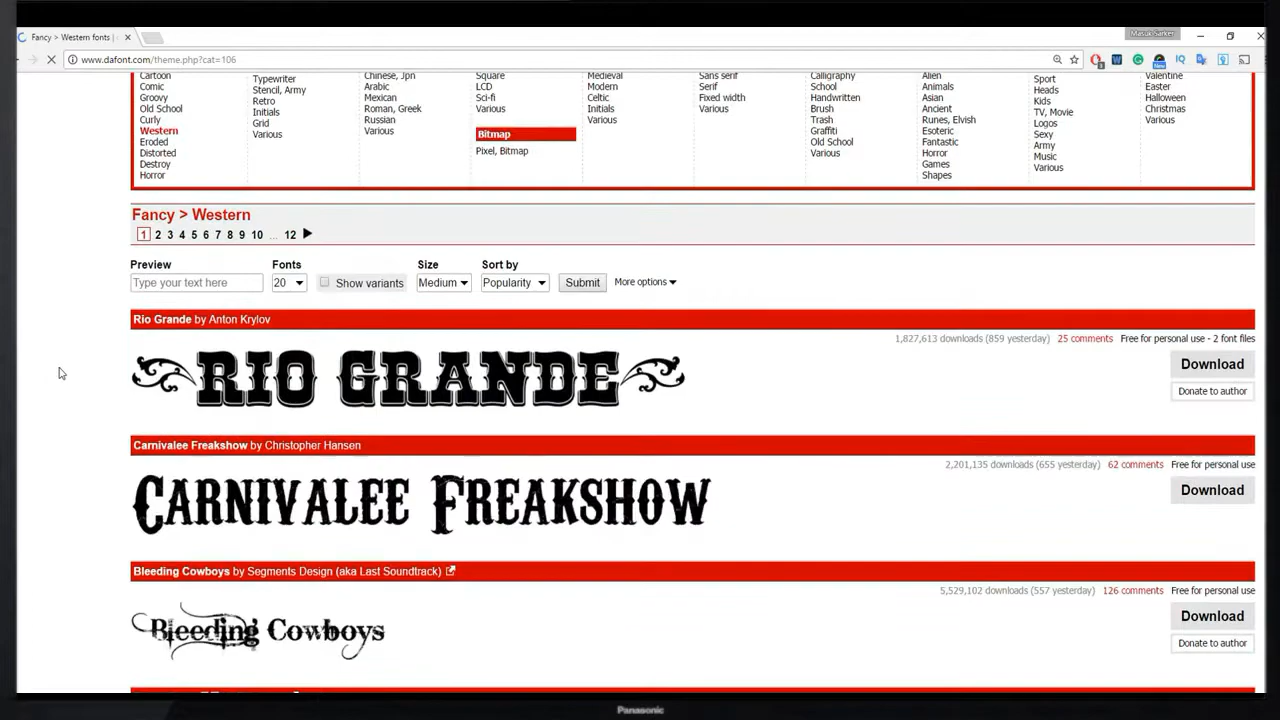 Fancy > Western fonts |
Masuki Sarker
www.dafont.com/theme.php?cat=106
Cartoon
Comic
Groovy
Old School
Curly
Western
Eroded
Distorted
Destroy
Horror
Typewriter
Stencil, Army
Retro
Initials
Grid
Various
Chinese, Jpn
Arabic
Mexican
Roman, Greek
Russian
Various
Square
LCD
Sci-fi
Various
Bitmap
Pixel, Bitmap
Medieval
Modern
Celtic
Initials
Various
Sans serif
Serif
Fixed width
Various
Calligraphy
School
Handwritten
Brush
Trash
Graffiti
Old School
Various
Alien
Animals
Asian
Ancient
Runes, Elvish
Esoteric
Fantastic
Horror
Games
Shapes
Sport
Heads
Kids
TV, Movie
Logos
Sexy
Army
Music
Various
Valentine
Easter
Halloween
Christmas
Various
Fancy > Western
1 2 3 4 5 6 7 8 9 10 ... 12
Preview Fonts Size Sort by
Type your text here 20 Show variants Medium Popularity Submit More options
Rio Grande by Anton Krylov
1,827,613 downloads (859 yesterday) 25 comments Free for personal use - 2 font files
RIO GRANDE
Download
Donate to author
Carnivalee Freakshow by Christopher Hansen
2,201,135 downloads (655 yesterday) 62 comments Free for personal use
Carnivalee Freakshow
Download
Bleeding Cowboys by Segments Design (aka Last Soundtrack)
5,529,102 downloads (557 yesterday) 126 comments Free for personal use
Bleeding Cowboys
Download
Donate to author
Panasonic